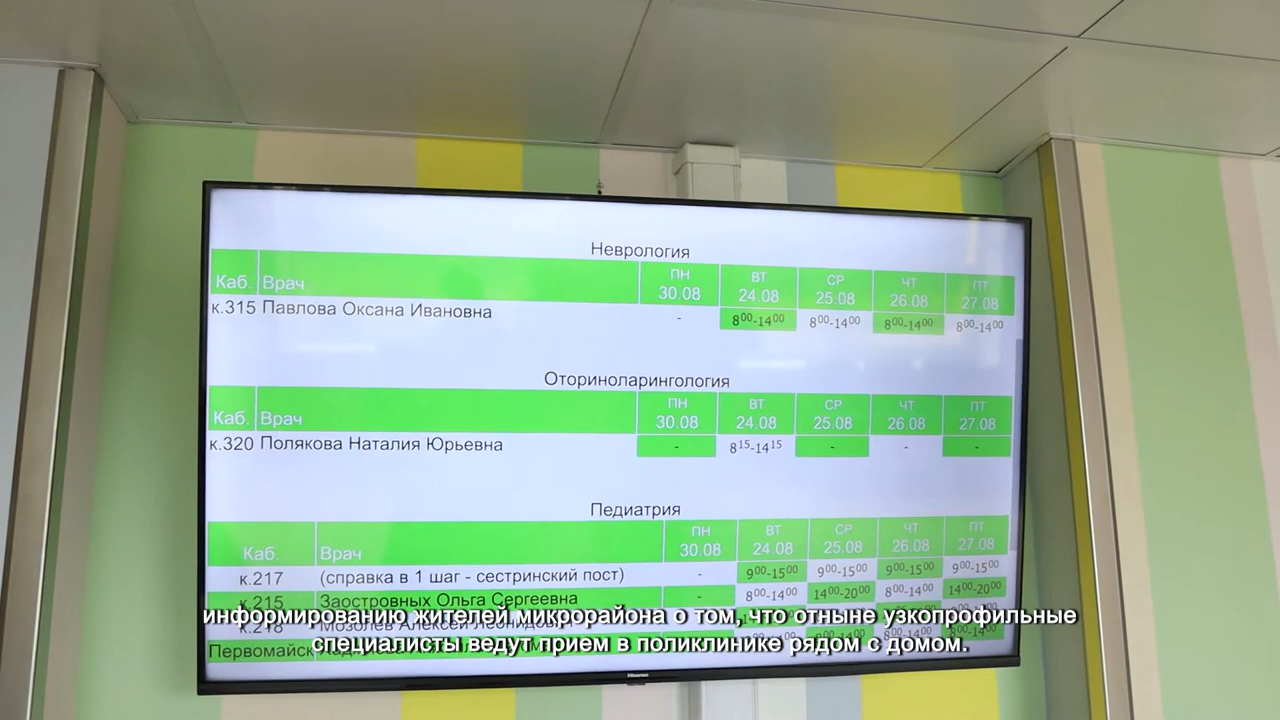 Неврология
Каб. Врач ПН 30.08 ВТ 24.08 СР 25.08 ЧТ 26.08 ПТ 27.08
к.315 Павлова Оксана Ивановна - 8⁰⁰-14⁰⁰ 8⁰⁰-14⁰⁰ 8⁰⁰-14⁰⁰ 8⁰⁰-14⁰⁰
Оториноларингология
Каб. Врач ПН 30.08 ВТ 24.08 СР 25.08 ЧТ 26.08 ПТ 27.08
к.320 Полякова Наталия Юрьевна - 8¹⁵-14¹⁵ - - -
Педиатрия
Каб. Врач ПН 30.08 ВТ 24.08 СР 25.08 ЧТ 26.08 ПТ 27.08
к.217 (справка в 1 шаг - сестринский пост) - 9⁰⁰-15⁰⁰ 9⁰⁰-15⁰⁰ 9⁰⁰-15⁰⁰ 9⁰⁰-15⁰⁰
к.215 Заостровных Ольга Сергеевна - 8⁰⁰-14⁰⁰ 14⁰⁰-20⁰⁰ 8⁰⁰-14⁰⁰ 14⁰⁰-20⁰⁰
информированию жителей микрорайона о том, что отныне узкопрофильные
специалисты ведут прием в поликлинике рядом с домом.
Первомайск
Hisense